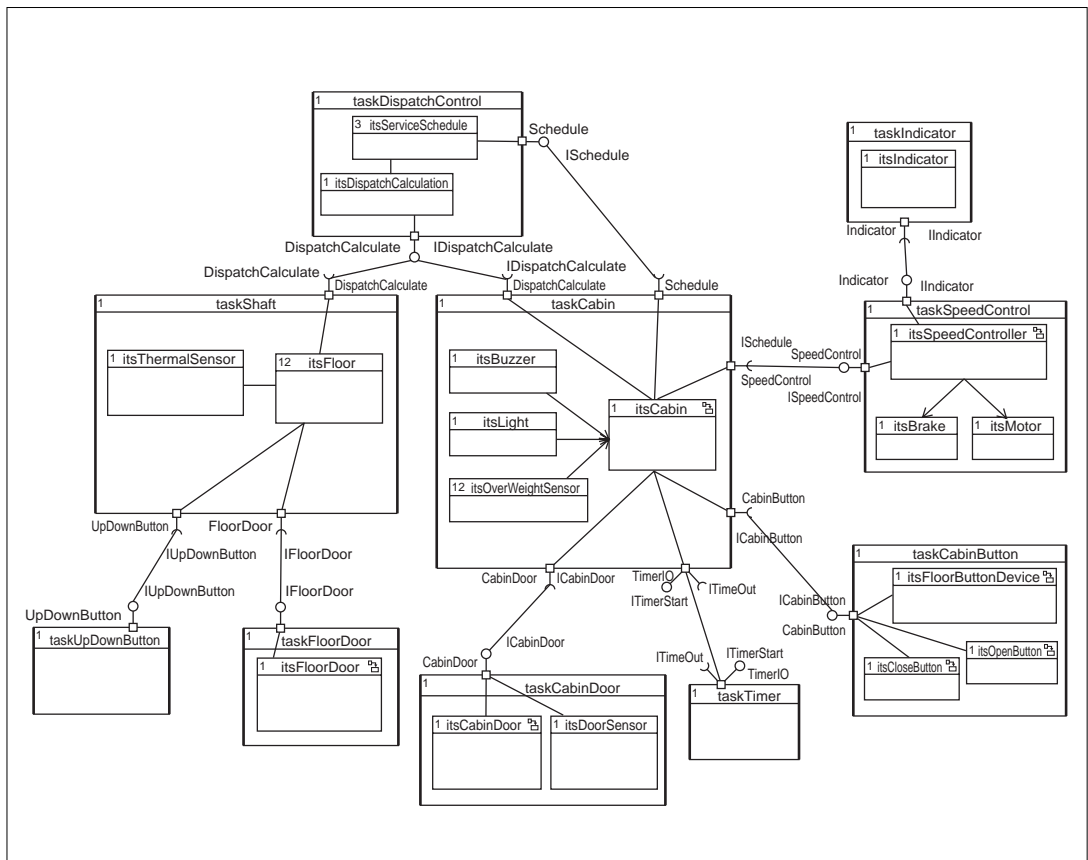 1 taskDispatchControl
3 itsServiceSchedule
1 itsDispatchCalculation
Schedule
ISchedule
1 taskIndicator
1 itsIndicator
DispatchCalculate
IDispatchCalculate
Indicator
IIndicator
DispatchCalculate
DispatchCalculate
IDispatchCalculate
DispatchCalculate
Schedule
Indicator
IIndicator
1 taskShaft
1 itsThermalSensor
12 itsFloor
1 taskCabin
1 itsBuzzer
1 itsLight
12 itsOverWeightSensor
1 itsCabin
ISchedule
SpeedControl
SpeedControl
ISpeedControl
1 taskSpeedControl
1 itsSpeedController
1 itsBrake
1 itsMotor
UpDownButton
FloorDoor
IUpDownButton
IFloorDoor
IUpDownButton
IFloorDoor
UpDownButton
CabinDoor
ICabinDoor
TimerIO
ITimerStart
ITimeOut
CabinButton
ICabinButton
1 taskUpDownButton
1 taskFloorDoor
1 itsFloorDoor
ICabinDoor
CabinDoor
1 taskCabinDoor
1 itsCabinDoor
1 itsDoorSensor
ITimeOut
ITimerStart
TimerIO
1 taskTimer
ICabinButton
CabinButton
1 taskCabinButton
1 itsFloorButtonDevice
1 itsOpenButton
1 itsCloseButton